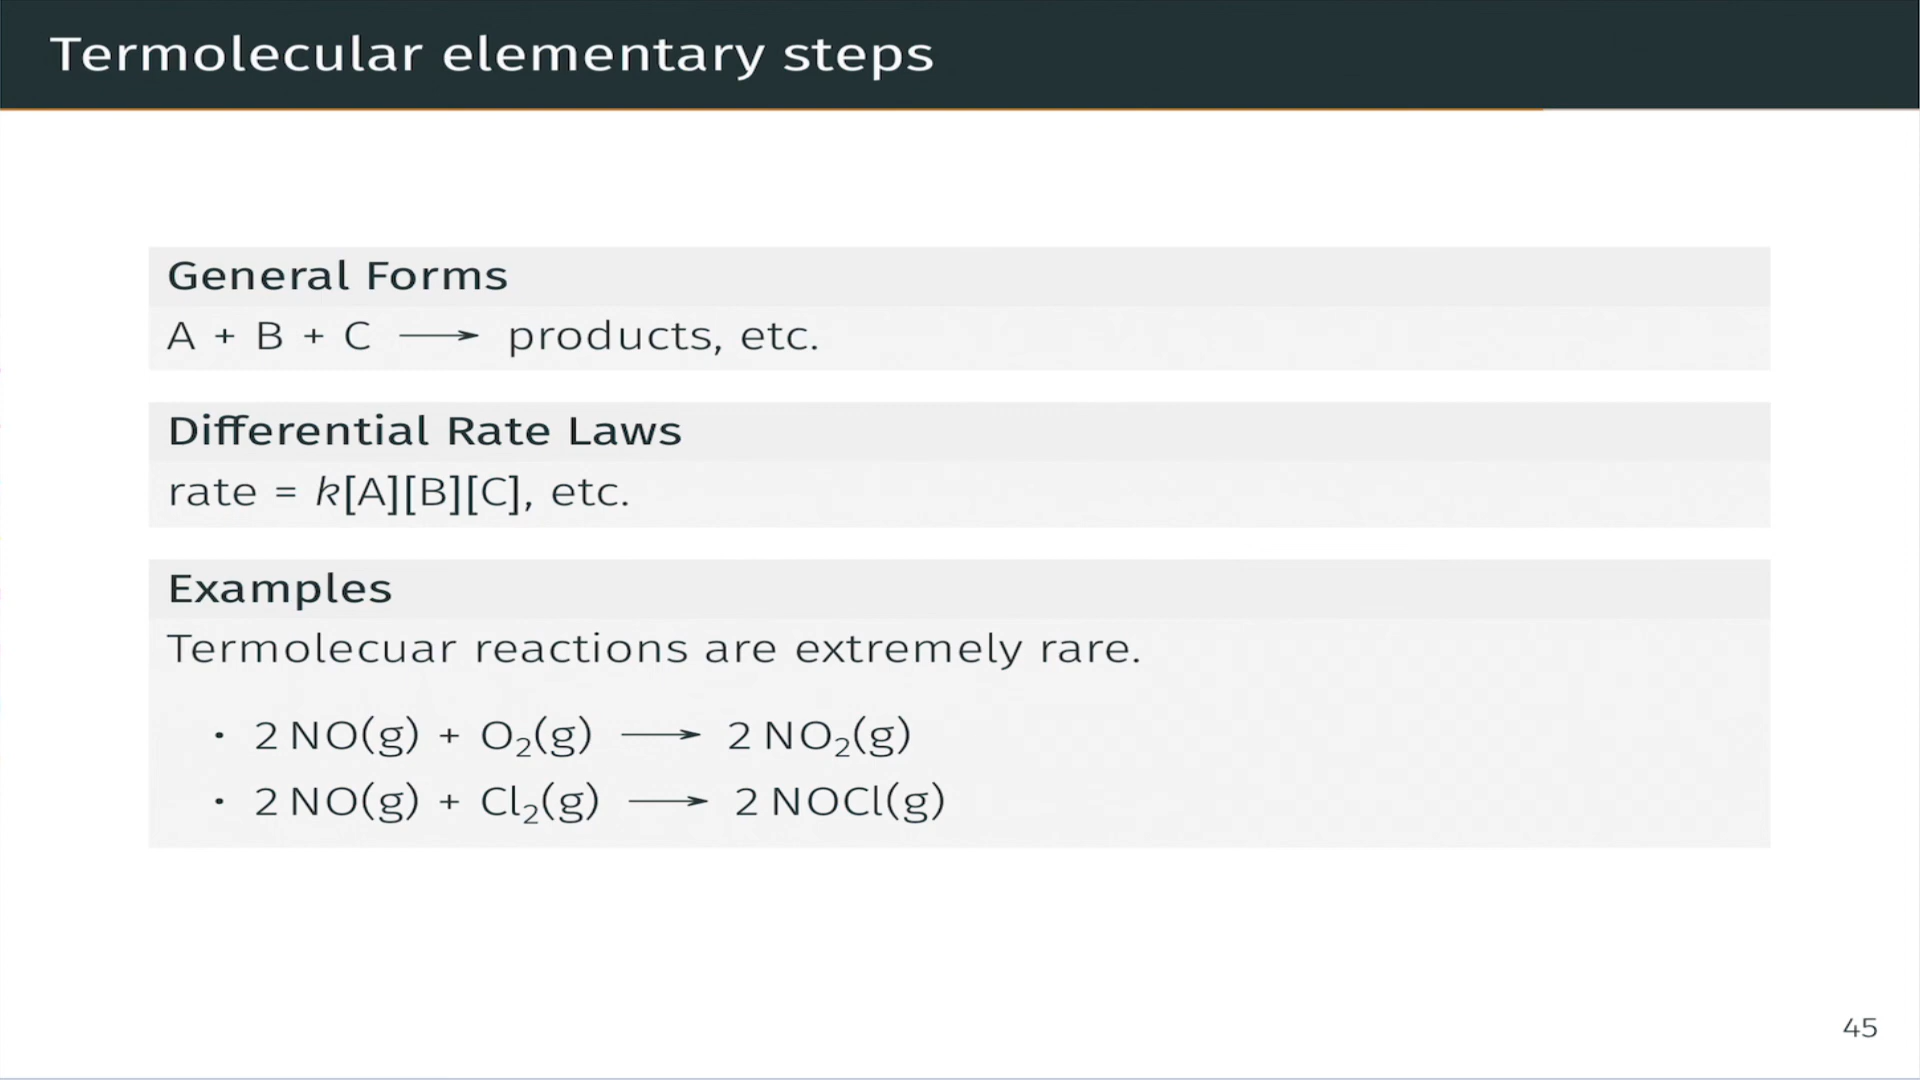 Termolecular elementary steps
General Forms
A + B + C ⟶ products, etc.
Differential Rate Laws
rate = k[A][B][C], etc.
Examples
Termolecuar reactions are extremely rare.
• 2 NO(g) + O₂(g) ⟶ 2 NO₂(g)
• 2 NO(g) + Cl₂(g) ⟶ 2 NOCl(g)
45